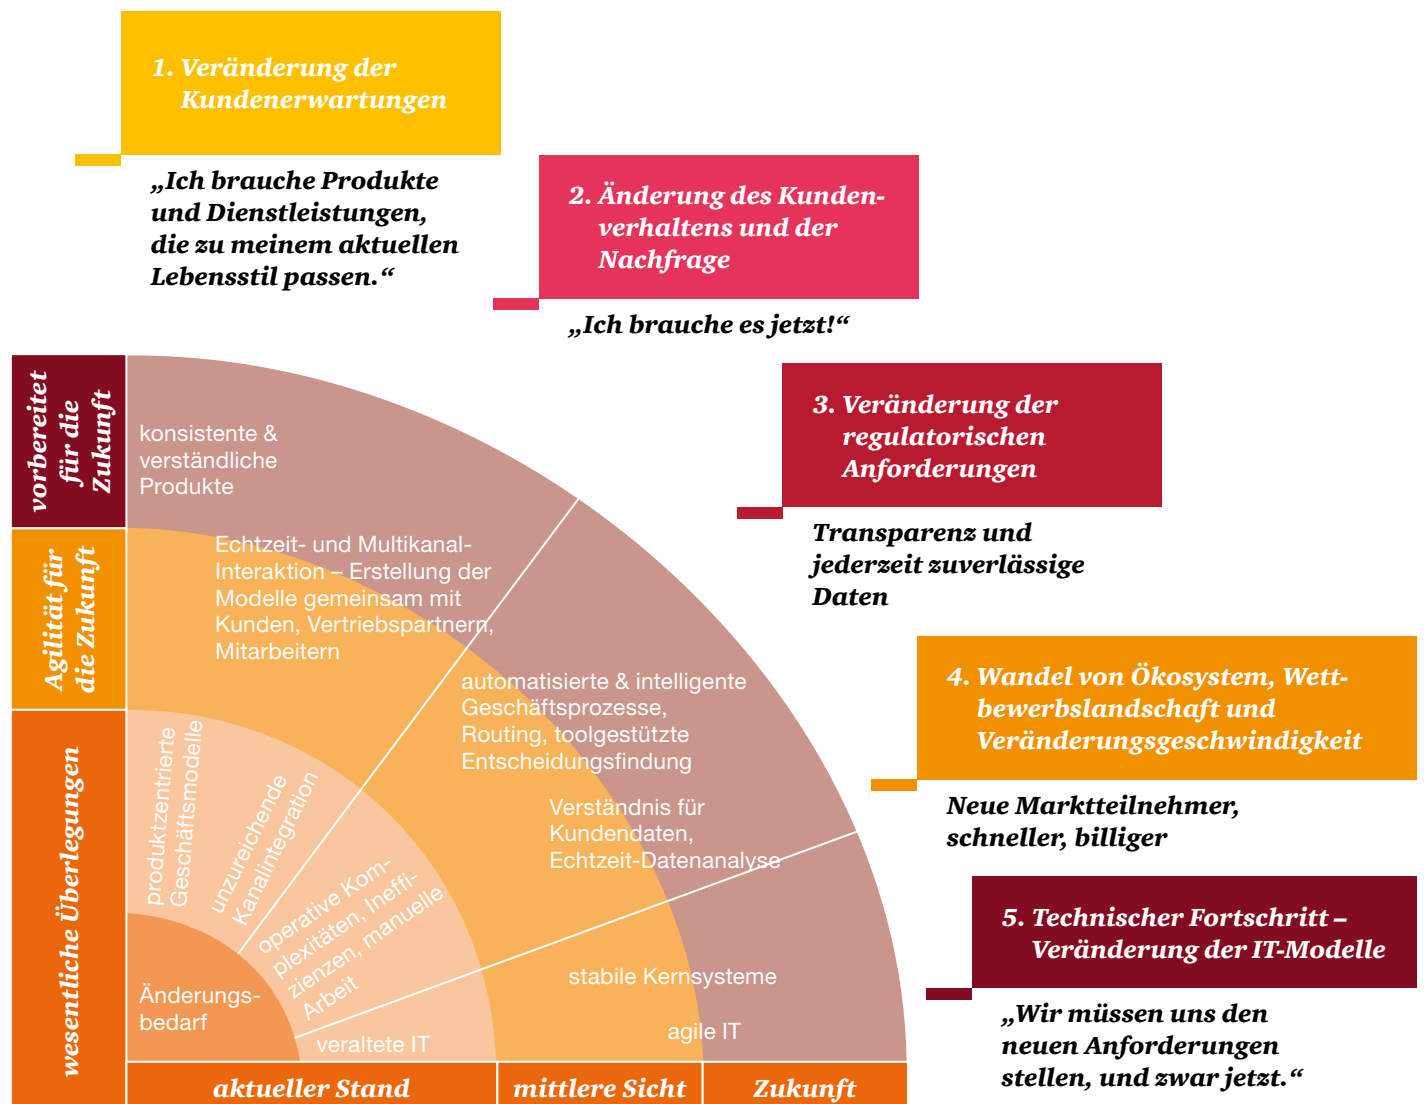 1. Veränderung der
Kundenerwartungen
„Ich brauche Produkte
und Dienstleistungen,
die zu meinem aktuellen
Lebensstil passen.“
2. Änderung des Kunden-
verhaltens und der
Nachfrage
„Ich brauche es jetzt!“
3. Veränderung der
regulatorischen
Anforderungen
Transparenz und
jederzeit zuverlässige
Daten
4. Wandel von Ökosystem, Wett-
bewerbslandschaft und
Veränderungsgeschwindigkeit
Neue Marktteilnehmer,
schneller, billiger
5. Technischer Fortschritt –
Veränderung der IT-Modelle
„Wir müssen uns den
neuen Anforderungen
stellen, und zwar jetzt.“
vorbereitet
für die
Zukunft
Agilität für
die Zukunft
wesentliche Überlegungen
konsistente &
verständliche
Produkte
Echtzeit- und Multikanal-
Interaktion – Erstellung der
Modelle gemeinsam mit
Kunden, Vertriebspartnern,
Mitarbeitern
automatisierte & intelligente
Geschäftsprozesse,
Routing, toolgestützte
Entscheidungsfindung
Verständnis für
Kundendaten,
Echtzeit-Datenanalyse
stabile Kernsysteme
agile IT
produktzentrierte
Geschäftsmodelle
unzureichende
Kanalintegration
operative Kom-
plexitäten, Ineffi-
zienzen, manuelle
Arbeit
veraltete IT
Änderungs-
bedarf
aktueller Stand
mittlere Sicht
Zukunft